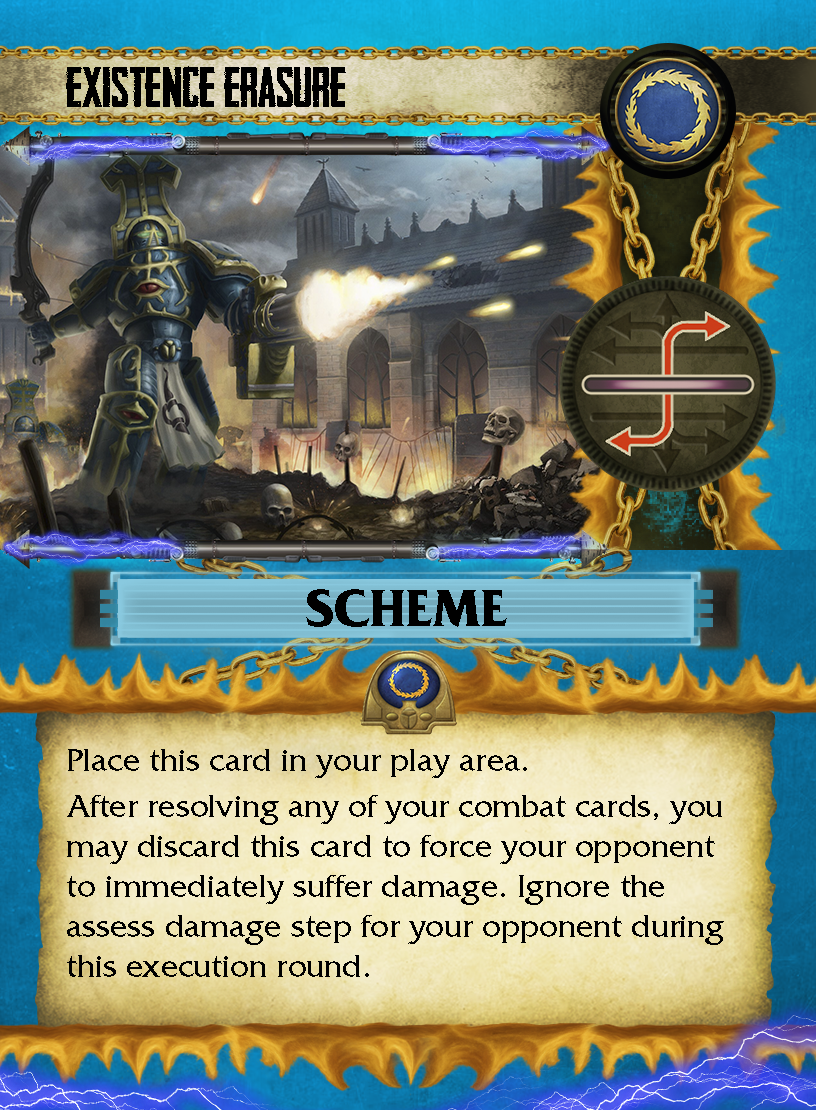 EXISTENCE ERASURE
SCHEME
Place this card in your play area.
After resolving any of your combat cards, you
may discard this card to force your opponent
to immediately suffer damage. Ignore the
assess damage step for your opponent during
this execution round.